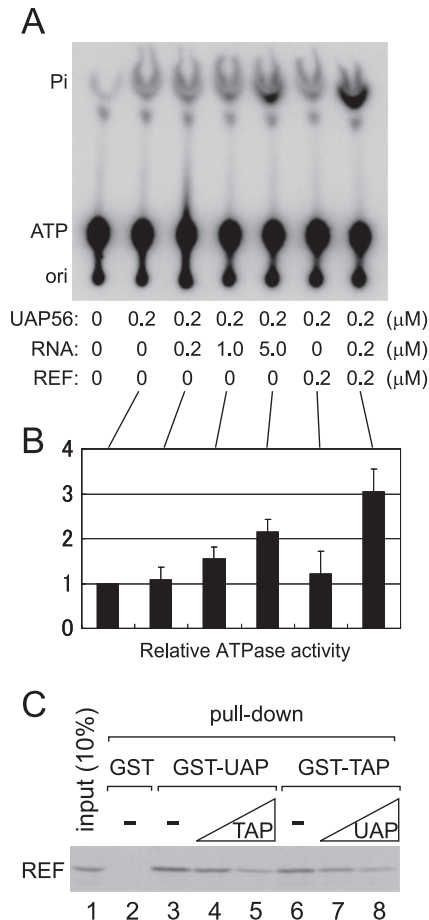 A
Pi
ATP
ori
UAP56: 0 0.2 0.2 0.2 0.2 0.2 0.2 (μM)
RNA: 0 0 0.2 1.0 5.0 0 0.2 (μM)
REF: 0 0 0 0 0 0.2 0.2 (μM)
B
4
3
2
1
0
Relative ATPase activity
C
pull-down
input (10%)
GST GST-UAP GST-TAP
- - TAP - UAP
REF
1 2 3 4 5 6 7 8